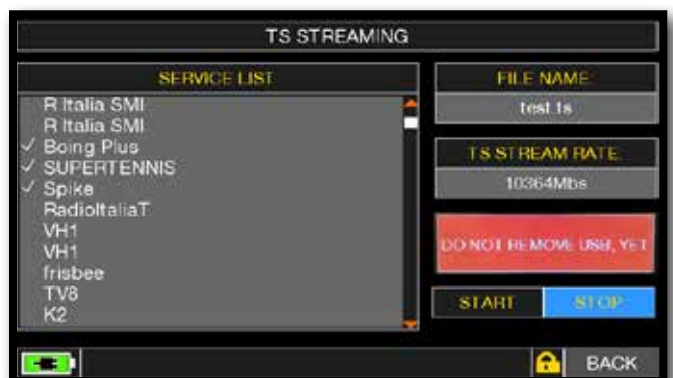 TS STREAMING
SERVICE LIST
R Italia SMI
R Italia SMI
✓ Boing Plus
✓ SUPERTENNIS
✓ Spike
RadioItaliaT
VH1
VH1
frisbee
TV8
K2
FILE NAME:
test.ts
TS STREAM RATE:
10364Mbs
DO NOT REMOVE USB, YET
START STOP
BACK